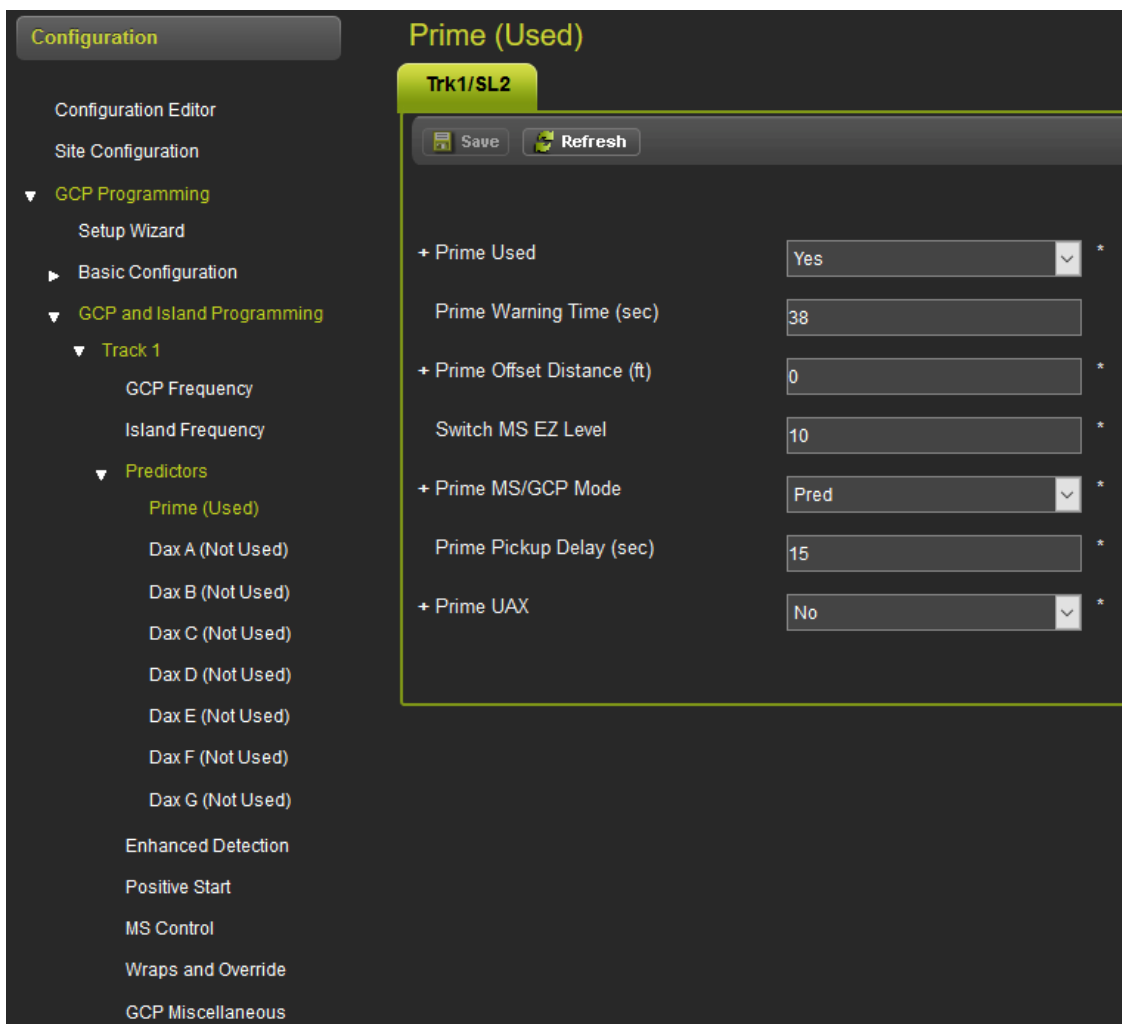 Configuration
Configuration Editor
Site Configuration
GCP Programming
Setup Wizard
Basic Configuration
GCP and Island Programming
Track 1
GCP Frequency
Island Frequency
Predictors
Prime (Used)
Dax A (Not Used)
Dax B (Not Used)
Dax C (Not Used)
Dax D (Not Used)
Dax E (Not Used)
Dax F (Not Used)
Dax G (Not Used)
Enhanced Detection
Positive Start
MS Control
Wraps and Override
GCP Miscellaneous
Prime (Used)
Trk1/SL2
Save Refresh
+ Prime Used Yes *
Prime Warning Time (sec) 38
+ Prime Offset Distance (ft) 0 *
Switch MS EZ Level 10 *
+ Prime MS/GCP Mode Pred *
Prime Pickup Delay (sec) 15 *
+ Prime UAX No *